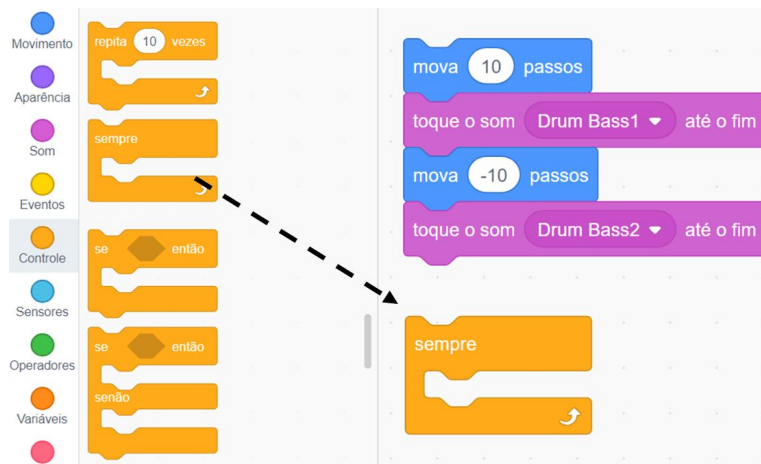 Movimento
Aparência
Som
Eventos
Controle
Sensores
Operadores
Variáveis
repita 10 vezes
sempre
se então
se então
senão
mova 10 passos
toque o som Drum Bass1 até o fim
mova -10 passos
toque o som Drum Bass2 até o fim
sempre